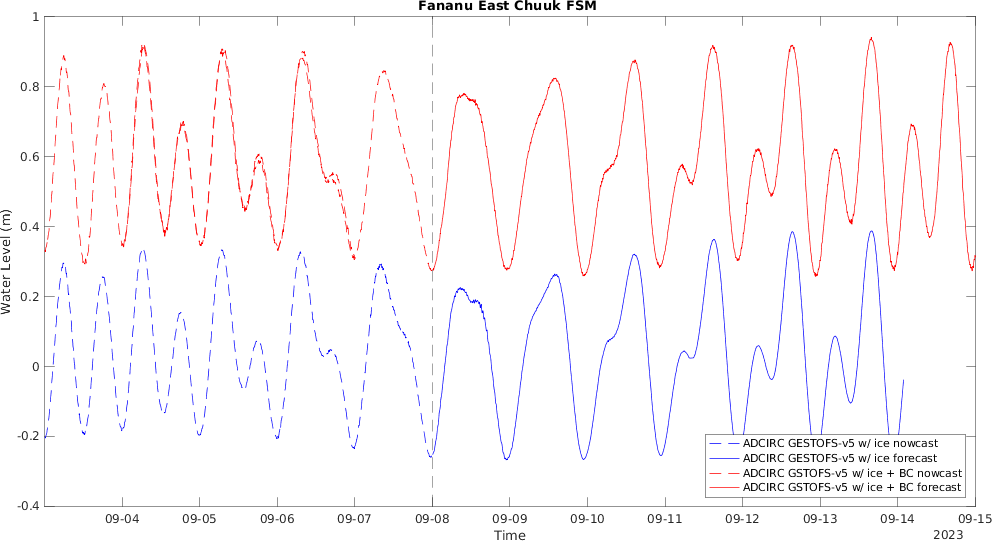 Fananu East Chuuk FSM
Water Level (m)
1
0.8
0.6
0.4
0.2
0
-0.2
-0.4
ADCIRC GESTOFS-v5 w/ ice nowcast
ADCIRC GESTOFS-v5 w/ ice forecast
ADCIRC GSTOFS-v5 w/ ice + BC nowcast
ADCIRC GSTOFS-v5 w/ ice + BC forecast
09-04 09-05 09-06 09-07 09-08 09-09 09-10 09-11 09-12 09-13 09-14 09-15
Time
2023